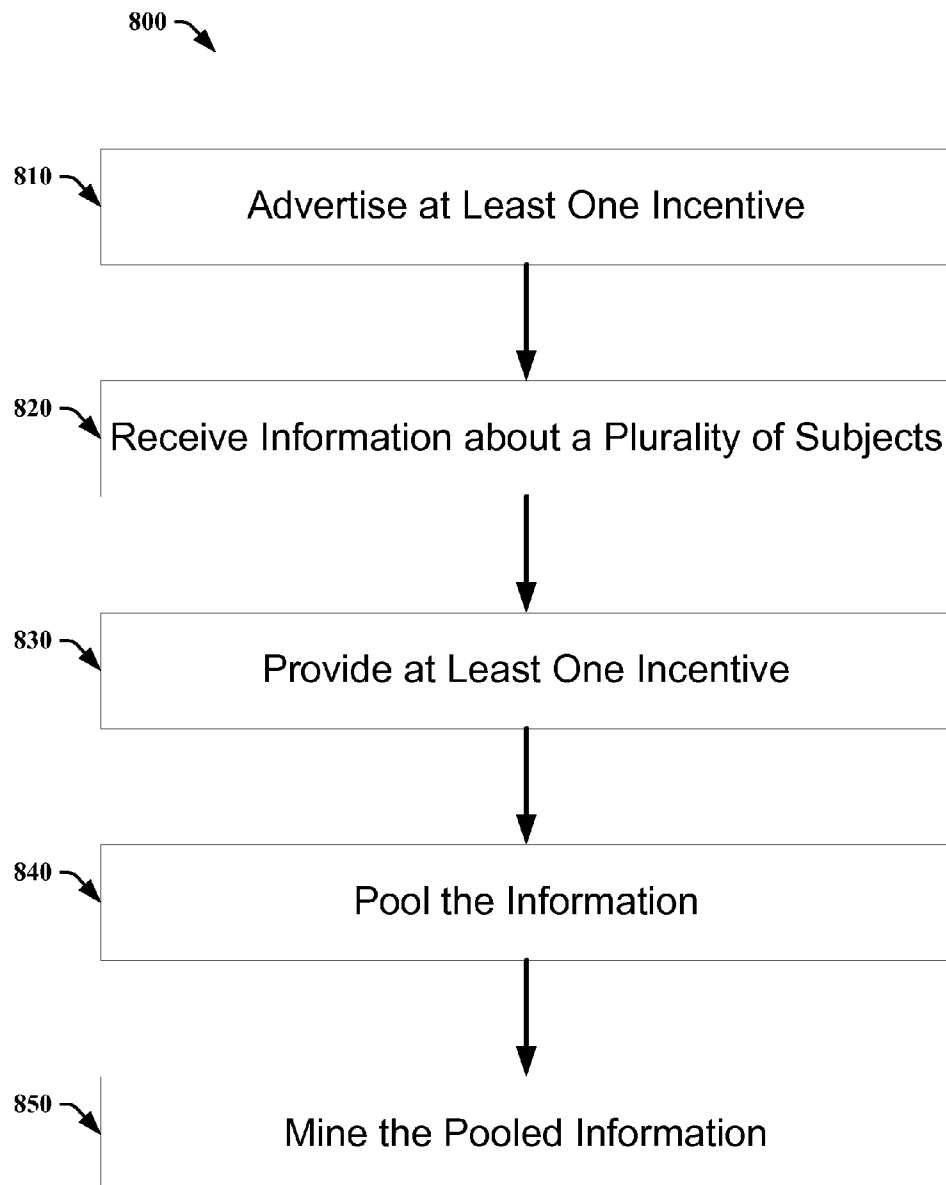 800
810
Advertise at Least One Incentive
820
Receive Information about a Plurality of Subjects
830
Provide at Least One Incentive
840
Pool the Information
850
Mine the Pooled Information